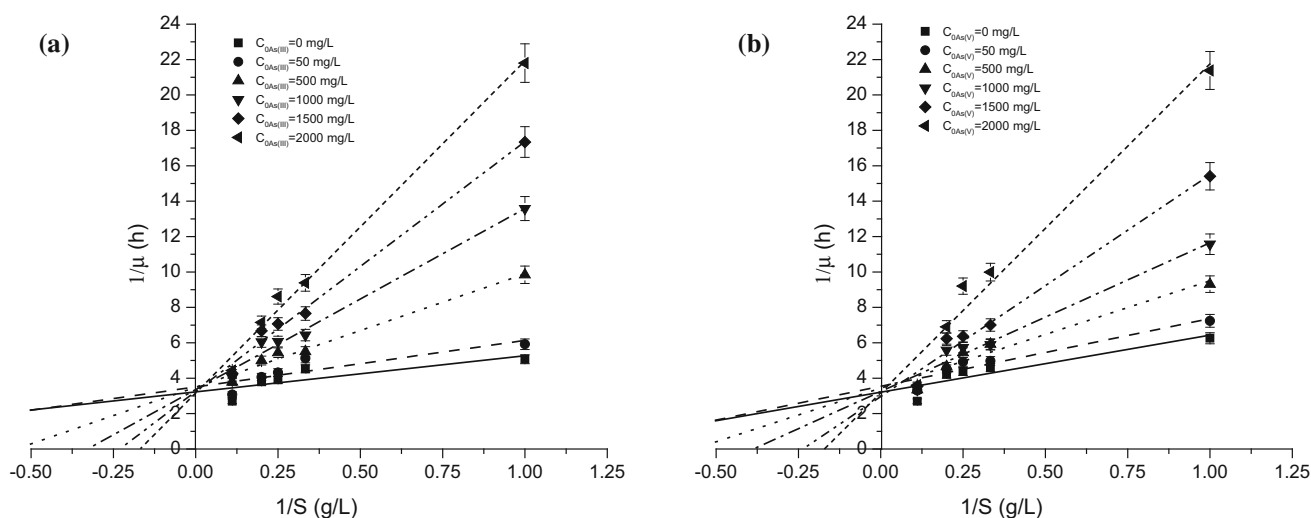 (a)
C0As(III)=0 mg/L
C0As(III)=50 mg/L
C0As(III)=500 mg/L
C0As(III)=1000 mg/L
C0As(III)=1500 mg/L
C0As(III)=2000 mg/L
24
22
20
18
16
14
12
10
8
6
4
2
0
1/μ (h)
-0.50
-0.25
0.00
0.25
0.50
0.75
1.00
1.25
1/S (g/L)
(b)
C0As(V)=0 mg/L
C0As(V)=50 mg/L
C0As(V)=500 mg/L
C0As(V)=1000 mg/L
C0As(V)=1500 mg/L
C0As(V)=2000 mg/L
24
22
20
18
16
14
12
10
8
6
4
2
0
1/μ (h)
-0.50
-0.25
0.00
0.25
0.50
0.75
1.00
1.25
1/S (g/L)